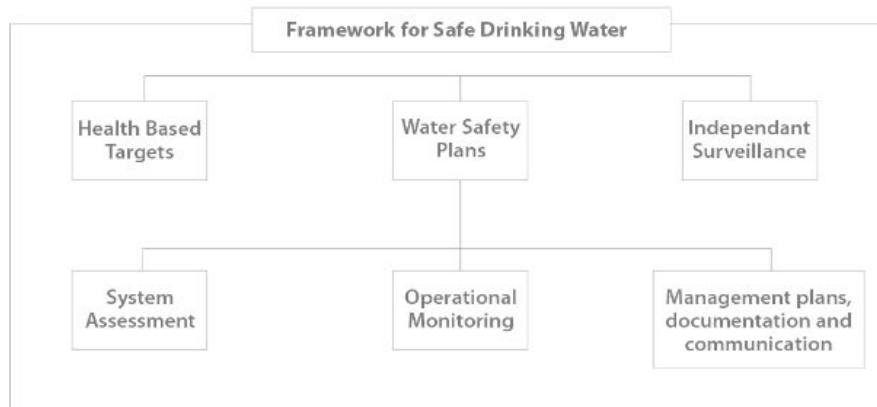 Framework for Safe Drinking Water
Health Based
Targets
Water Safety
Plans
Independant
Surveillance
System
Assessment
Operational
Monitoring
Management plans,
documentation and
communication